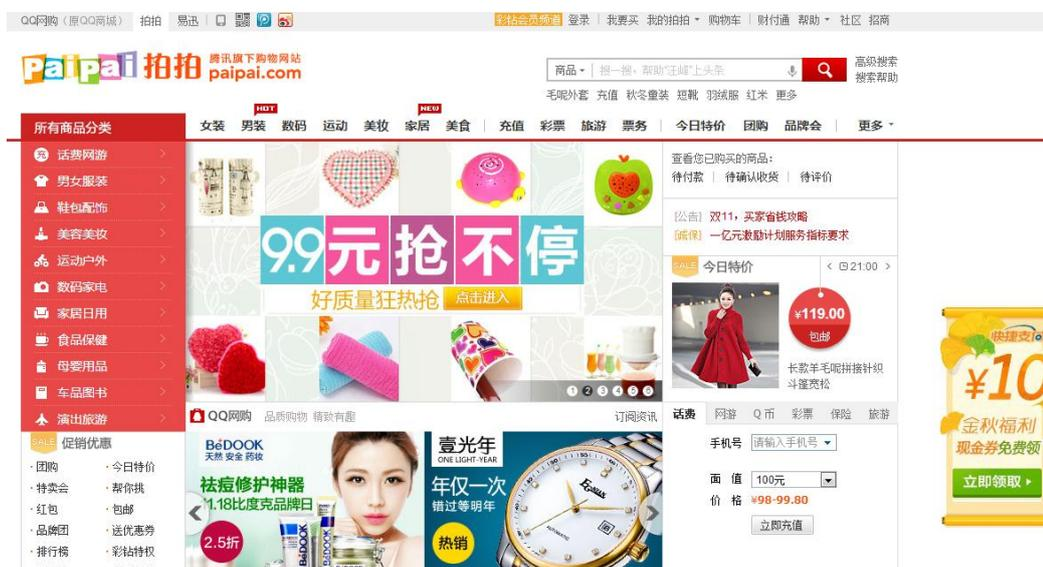 QQ网购（原QQ商城） 拍拍 易迅 彩钻会员频道 登录 我要买 我的拍拍 购物车 财付通 帮助 社区 招商
PaiPai 拍拍 腾讯旗下购物网站
paipai.com
商品 搜一搜，帮助“汪峰”上头条 高级搜索
搜索帮助
毛呢外套 充值 秋冬童装 短靴 羽绒服 红米 更多
HOT NEW
所有商品分类 女装 男装 数码 运动 美妆 家居 美食 充值 彩票 旅游 票务 今日特价 团购 品牌会 更多
充 话费网游
男女服装
鞋包配饰
美容美妆
运动户外
数码家电
家居日用
食品保健
母婴用品
车品图书
演出旅游
9.9元抢不停
好质量狂热抢 点击进入
1 2 3 4 5 6
查看您已购买的商品：
待付款 待确认收货 待评价
[公告] 双11，买家省钱攻略
[诚保] 一亿元激励计划服务指标要求
SALE 今日特价 21:00
¥119.00
包邮
长款羊毛呢拼接针织
斗篷宽松
SALE 促销优惠
·团购 ·今日特价
·特卖会 ·帮你挑
·红包 ·包邮
·品牌团 ·送优惠券
·排行榜 ·彩钻特权
QQ网购 品质购物 精致有趣 订阅资讯
BéDOOK
天然 安全 药妆
祛痘修护神器
11.18比度克品牌日
2.5折
BéDOOK
BéDOOK
壹光年
ONE LIGHT-YEAR
年仅一次
错过等明年
热销
AUTOMATIC
话费 网游 Q币 彩票 保险 旅游
手机号 请输入手机号
面 值 100元
价 格 ¥98-99.80
立即充值
快捷支付
¥10
金秋福利
现金券免费领
立即领取